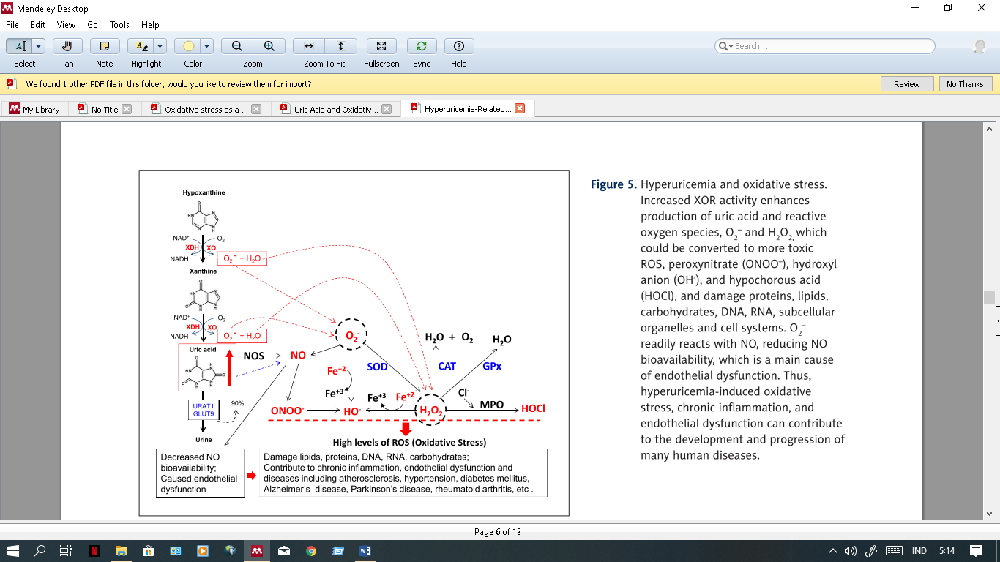 Mendeley Desktop
File Edit View Go Tools Help
Select Pan Note Highlight Color Zoom Zoom To Fit Fullscreen Sync Help
Search...
We found 1 other PDF file in this folder, would you like to review them for import?
Review No Thanks
My Library No Title Oxidative stress as a ... Uric Acid and Oxidativ... Hyperuricemia-Related...
Hypoxanthine
O
HN
N
N
N
H
NAD⁺ O₂
XDH XO
NADH
O₂˙ + H₂O
Xanthine
O
HN
N
O
N
H
N
H
NAD⁺ O₂
XDH XO
NADH
O₂˙ + H₂O
Uric acid
O
HN
H
N
O
O
N
H
N
H
URAT1
GLUT9
90%
Urine
NOS NO
O₂⁻
Fe⁺²
Fe⁺³
SOD
H₂O + O₂
H₂O
CAT
GPx
Fe⁺³ Fe⁺²
Cl⁻
MPO
ONOO⁻ HO⁻ H₂O₂ HOCl
High levels of ROS (Oxidative Stress)
Decreased NO
bioavailability;
Caused endothelial
dysfunction
Damage lipids, proteins, DNA, RNA, carbohydrates;
Contribute to chronic inflammation, endothelial dysfunction and
diseases including atherosclerosis, hypertension, diabetes mellitus,
Alzheimer's disease, Parkinson's disease, rheumatoid arthritis, etc .
Figure 5. Hyperuricemia and oxidative stress.
Increased XOR activity enhances
production of uric acid and reactive
oxygen species, O₂⁻ and H₂O₂, which
could be converted to more toxic
ROS, peroxynitrate (ONOO⁻), hydroxyl
anion (OH˙), and hypochorous acid
(HOCl), and damage proteins, lipids,
carbohydrates, DNA, RNA, subcellular
organelles and cell systems. O₂⁻
readily reacts with NO, reducing NO
bioavailability, which is a main cause
of endothelial dysfunction. Thus,
hyperuricemia-induced oxidative
stress, chronic inflammation, and
endothelial dysfunction can contribute
to the development and progression of
many human diseases.
Page 6 of 12
IND 5:14